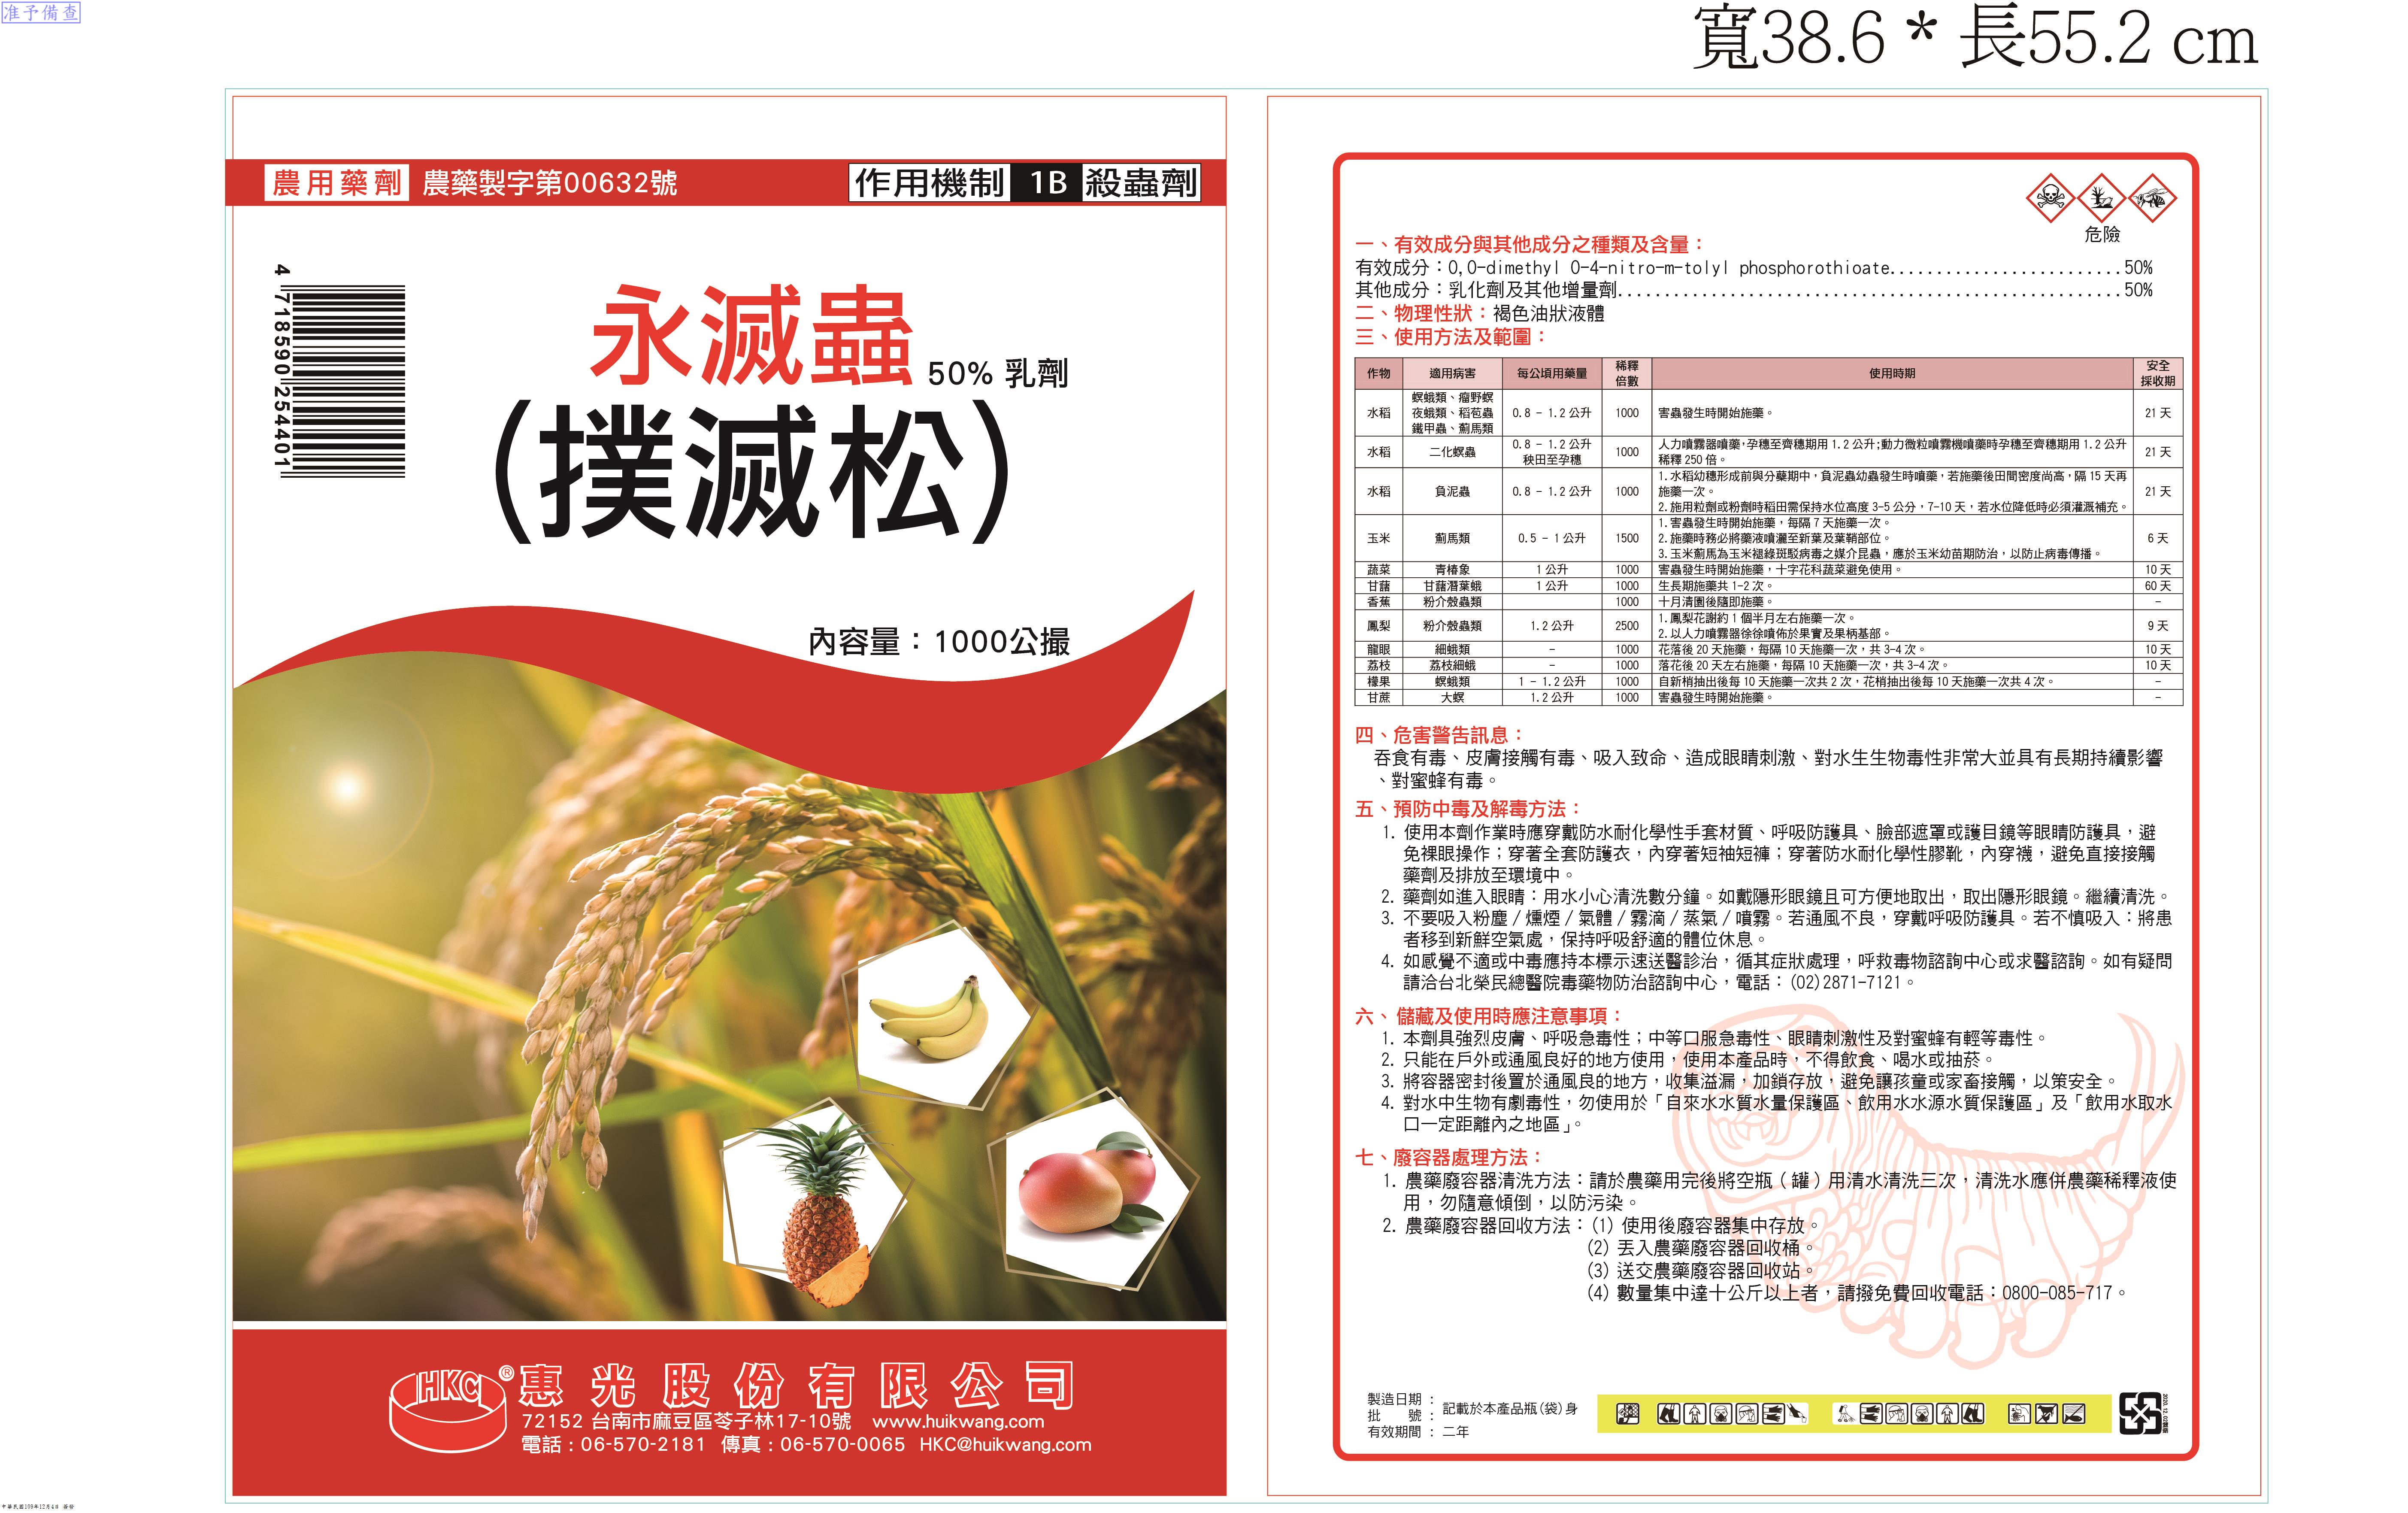 准予備查
寬38.6 * 長55.2 cm
農用藥劑 農藥製字第00632號
作用機制 1B 殺蟲劑
4 718590 254401
永滅蟲
50% 乳劑
(撲滅松)
內容量：1000公撮
HKC ® 惠光股份有限公司
72152 台南市麻豆區苓子林17-10號 www.huikwang.com
電話：06-570-2181 傳真：06-570-0065 HKC@huikwang.com
危險
一、有效成分與其他成分之種類及含量：
有效成分：O,O-dimethyl O-4-nitro-m-tolyl phosphorothioate.........................50%
其他成分：乳化劑及其他增量劑......................................................50%
二、物理性狀：褐色油狀液體
三、使用方法及範圍：
作物 適用病害 每公頃用藥量 稀釋倍數 使用時期 安全採收期
水稻 螟蛾類、瘤野螟 夜蛾類、稻苞蟲 鐵甲蟲、薊馬類 0.8 - 1.2公升 1000 害蟲發生時開始施藥。 21天
水稻 二化螟蟲 0.8 - 1.2公升 秧田至孕穗 1000 人力噴霧器噴藥，孕穗至齊穗期用1.2公升;動力微粒噴霧機噴藥時孕穗至齊穗期用1.2公升
稀釋250倍。 21天
水稻 負泥蟲 0.8 - 1.2公升 1000 1.水稻幼穗形成前與分蘗期中，負泥蟲幼蟲發生時噴藥，若施藥後田間密度尚高，隔15天再
施藥一次。 21天
2.施用粒劑或粉劑時稻田需保持水位高度3-5公分，7-10天，若水位降低時必須灌溉補充。
玉米 薊馬類 0.5 - 1公升 1500 1.害蟲發生時開始施藥，每隔7天施藥一次。
2.施藥時務必將藥液噴灑至新葉及葉鞘部位。 6天
3.玉米薊馬為玉米褪綠斑駁病毒之媒介昆蟲，應於玉米幼苗期防治，以防止病毒傳播。
蔬菜 青椿象 1公升 1000 害蟲發生時開始施藥，十字花科蔬菜避免使用。 10天
甘藷 甘藷潛葉蛾 1公升 1000 生長期施藥共1-2次。 60天
香蕉 粉介殼蟲類 1000 十月清園後隨即施藥。 -
鳳梨 粉介殼蟲類 1.2公升 2500 1.鳳梨花謝約1個半月左右施藥一次。
2.以人力噴霧器徐徐噴佈於果實及果柄基部。 9天
龍眼 細蛾類 - 1000 花落後20天施藥，每隔10天施藥一次，共3-4次。 10天
荔枝 荔枝細蛾 - 1000 落花後20天左右施藥，每隔10天施藥一次，共3-4次。 10天
檬果 螟蛾類 1 - 1.2公升 1000 自新梢抽出後每10天施藥一次共2次，花梢抽出後每10天施藥一次共4次。 -
甘蔗 大螟 1.2公升 1000 害蟲發生時開始施藥。 -
四、危害警告訊息：
吞食有毒、皮膚接觸有毒、吸入致命、造成眼睛刺激、對水生生物毒性非常大並具有長期持續影響
、對蜜蜂有毒。
五、預防中毒及解毒方法：
1. 使用本劑作業時應穿戴防水耐化學性手套材質、呼吸防護具、臉部遮罩或護目鏡等眼睛防護具，避
免裸眼操作；穿著全套防護衣，內穿著短袖短褲；穿著防水耐化學性膠靴，內穿襪，避免直接接觸
藥劑及排放至環境中。
2. 藥劑如進入眼睛：用水小心清洗數分鐘。如戴隱形眼鏡且可方便地取出，取出隱形眼鏡。繼續清洗。
3. 不要吸入粉塵/燻煙/氣體/霧滴/蒸氣/噴霧。若通風不良，穿戴呼吸防護具。若不慎吸入：將患
者移到新鮮空氣處，保持呼吸舒適的體位休息。
4. 如感覺不適或中毒應持本標示速送醫診治，循其症狀處理，呼救毒物諮詢中心或求醫諮詢。如有疑問
請洽台北榮民總醫院毒藥物防治諮詢中心，電話：(02)2871-7121。
六、儲藏及使用時應注意事項：
1. 本劑具強烈皮膚、呼吸急毒性；中等口服急毒性、眼睛刺激性及對蜜蜂有輕等毒性。
2. 只能在戶外或通風良好的地方使用，使用本產品時，不得飲食、喝水或抽菸。
3. 將容器密封後置於通風良的地方，收集溢漏，加鎖存放，避免讓孩童或家畜接觸，以策安全。
4. 對水中生物有劇毒性，勿使用於「自來水水質水量保護區、飲用水水源水質保護區」及「飲用水取水
口一定距離內之地區」。
七、廢容器處理方法：
1. 農藥廢容器清洗方法：請於農藥用完後將空瓶（罐）用清水清洗三次，清洗水應併農藥稀釋液使
用，勿隨意傾倒，以防污染。
2. 農藥廢容器回收方法：(1) 使用後廢容器集中存放。
(2) 丟入農藥廢容器回收桶。
(3) 送交農藥廢容器回收站。
(4) 數量集中達十公斤以上者，請撥免費回收電話：0800-085-717。
製造日期：
批　　號：
記載於本產品瓶(袋)身
有效期間：二年
中華民國109年12月4日